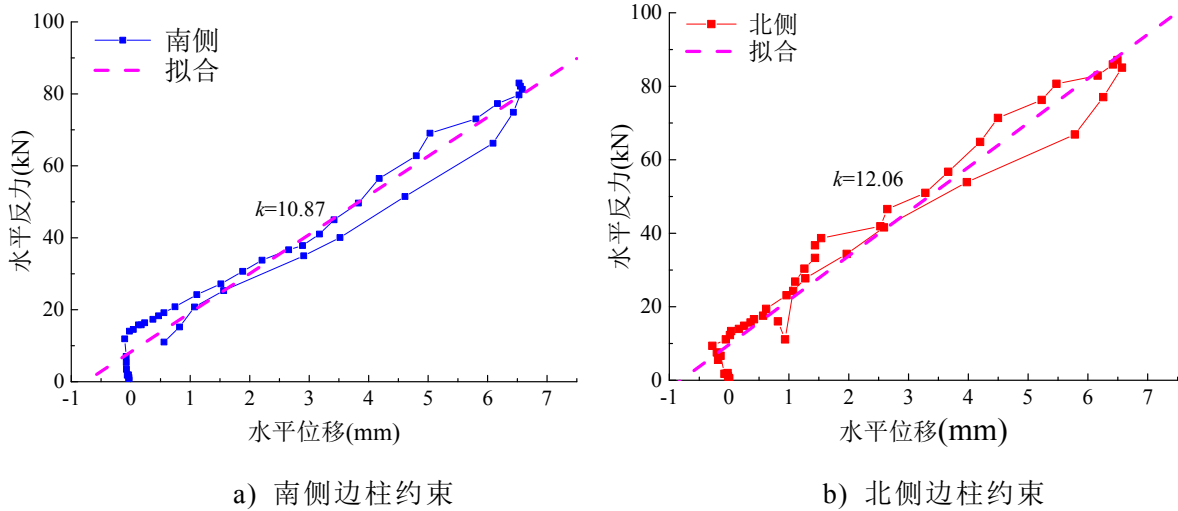 100
80
60
40
20
0
水平反力(kN)
南侧
拟合
k=10.87
-1 0 1 2 3 4 5 6 7
水平位移(mm)
a) 南侧边柱约束
100
80
60
40
20
0
水平反力(kN)
北侧
拟合
k=12.06
-1 0 1 2 3 4 5 6 7
水平位移(mm)
b) 北侧边柱约束